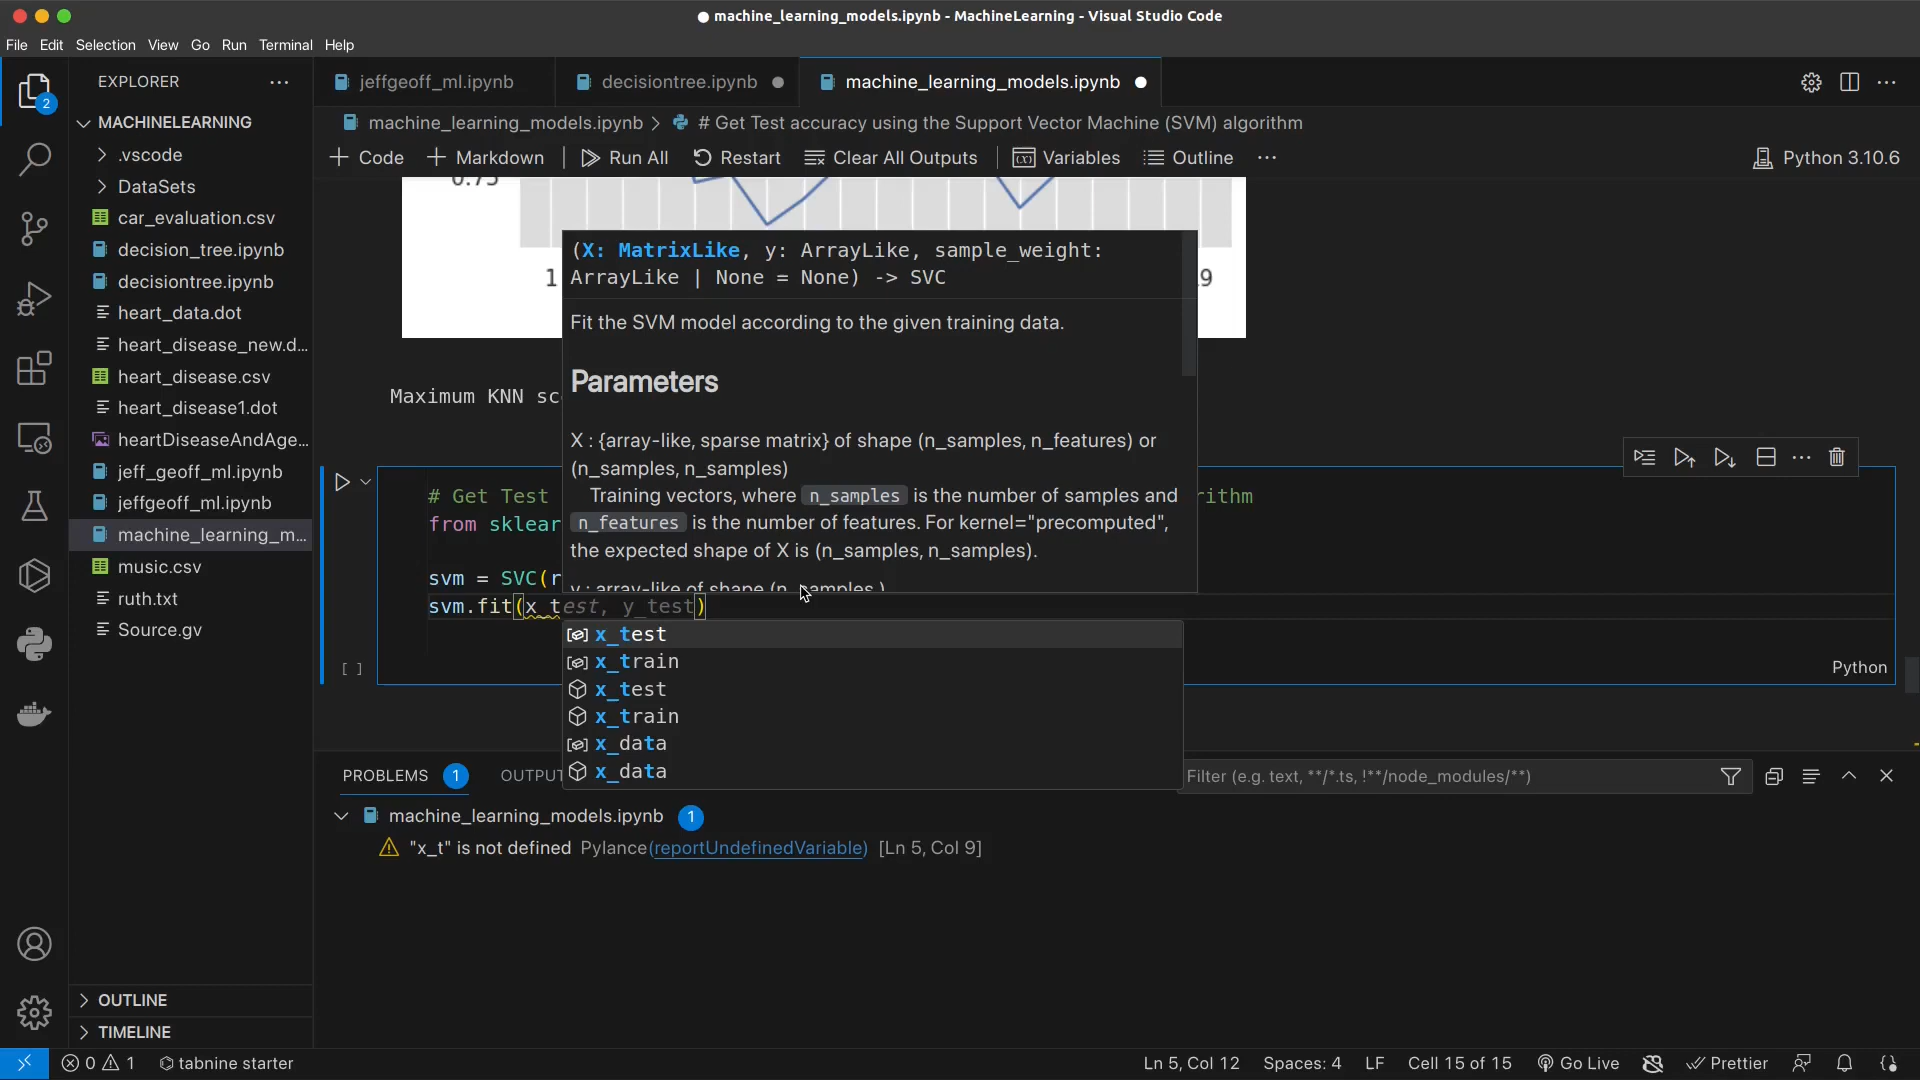 machine_learning_models.ipynb - MachineLearning - Visual Studio Code
File Edit Selection View Go Run Terminal Help
2
EXPLORER
MACHINELEARNING
.vscode
DataSets
car_evaluation.csv
decision_tree.ipynb
decisiontree.ipynb
heart_data.dot
heart_disease_new.d...
heart_disease.csv
heart_disease1.dot
heartDiseaseAndAge...
jeff_geoff_ml.ipynb
jeffgeoff_ml.ipynb
machine_learning_m...
music.csv
ruth.txt
Source.gv
OUTLINE
TIMELINE
jeffgeoff_ml.ipynb decisiontree.ipynb machine_learning_models.ipynb
machine_learning_models.ipynb > # Get Test accuracy using the Support Vector Machine (SVM) algorithm
+ Code + Markdown Run All Restart Clear All Outputs Variables Outline ... Python 3.10.6
0.75
1 19
Maximum KNN sc
(X: MatrixLike, y: ArrayLike, sample_weight:
ArrayLike | None = None) -> SVC
Fit the SVM model according to the given training data.
Parameters
X : {array-like, sparse matrix} of shape (n_samples, n_features) or
(n_samples, n_samples)
Training vectors, where n_samples is the number of samples and
n_features is the number of features. For kernel="precomputed",
the expected shape of X is (n_samples, n_samples).
y : array-like of shape (n_samples,)
# Get Test rithm
from sklear
svm = SVC(r
svm.fit(x_test, y_test)
[ ] Python
x_test
x_train
x_test
x_train
x_data
x_data
PROBLEMS 1 OUTPUT Filter (e.g. text, **/*.ts, !**/node_modules/**)
machine_learning_models.ipynb 1
"x_t" is not defined Pylance(reportUndefinedVariable) [Ln 5, Col 9]
0 1 tabnine starter Ln 5, Col 12 Spaces: 4 LF Cell 15 of 15 Go Live Prettier